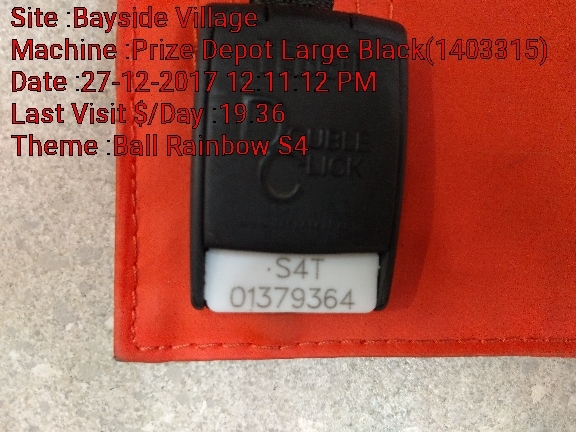 Site :Bayside Village
Machine :Prize Depot Large Black(1403315)
Date :27-12-2017 12:11:12 PM
Last Visit $/Day :19.36
Theme :Ball Rainbow S4
S4T
01379364